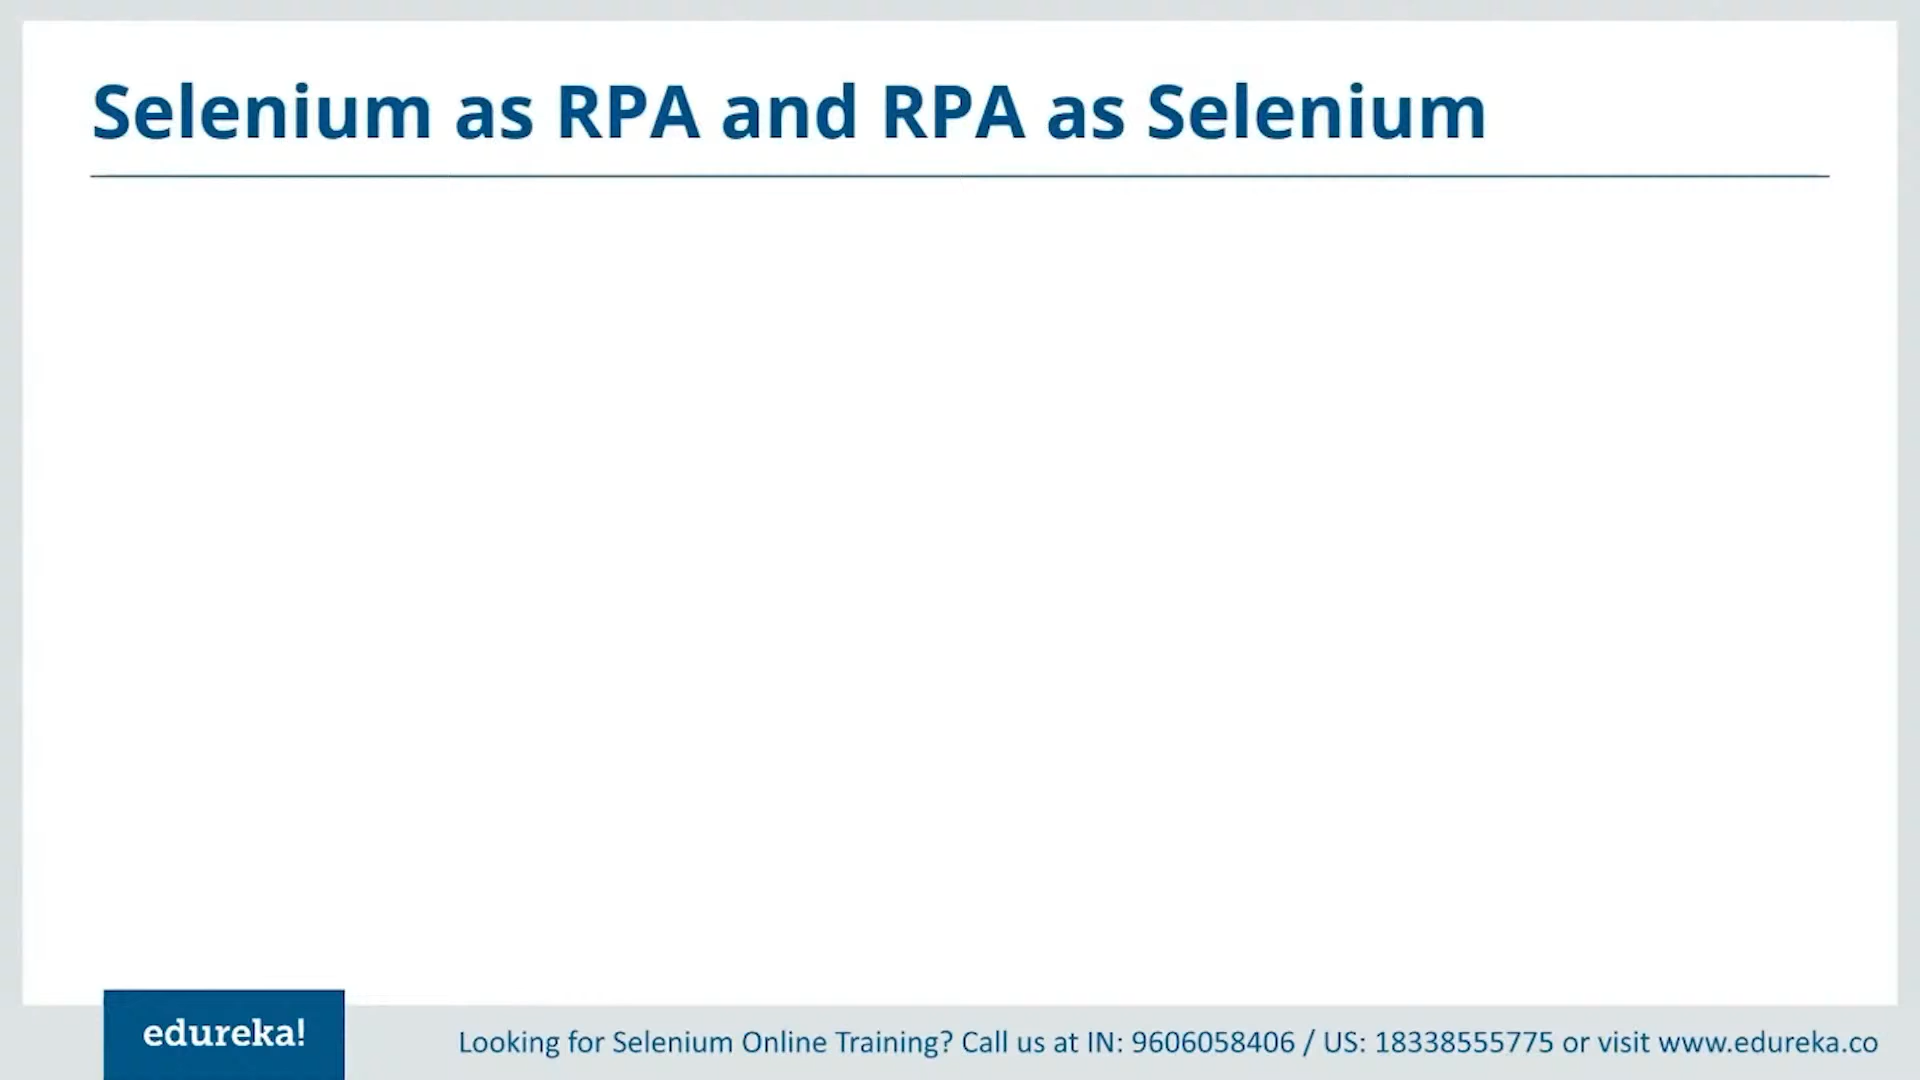 Selenium as RPA and RPA as Selenium
edureka!
Looking for Selenium Online Training? Call us at IN: 9606058406 / US: 18338555775 or visit www.edureka.co